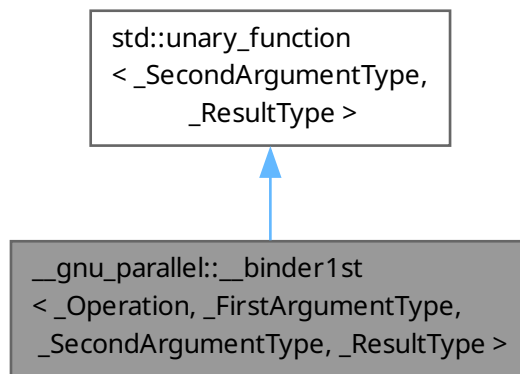 std::unary_function
< _SecondArgumentType,
_ResultType >
__gnu_parallel::__binder1st
< _Operation, _FirstArgumentType,
_SecondArgumentType, _ResultType >